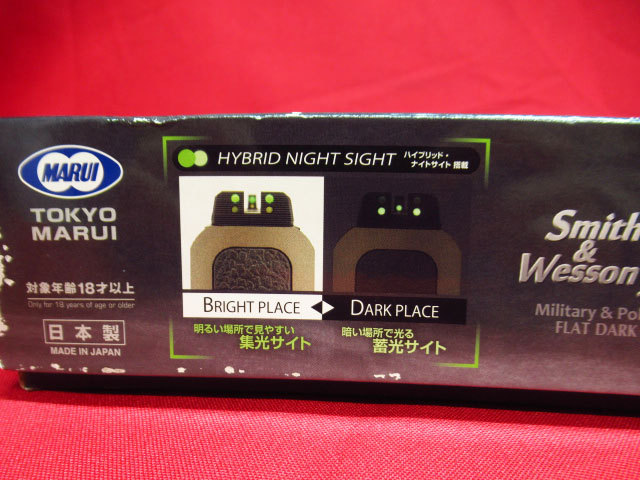 MARUI
TOKYO
MARUI
対象年齢18才以上
Only for 18 years of age or older
日本製
MADE IN JAPAN
HYBRID NIGHT SIGHT ハイブリッド・
ナイトサイト 搭載
BRIGHT PLACE
DARK PLACE
明るい場所で見やすい
集光サイト
暗い場所で光る
蓄光サイト
Smith
&
Wesson
Military & Pol
FLAT DARK